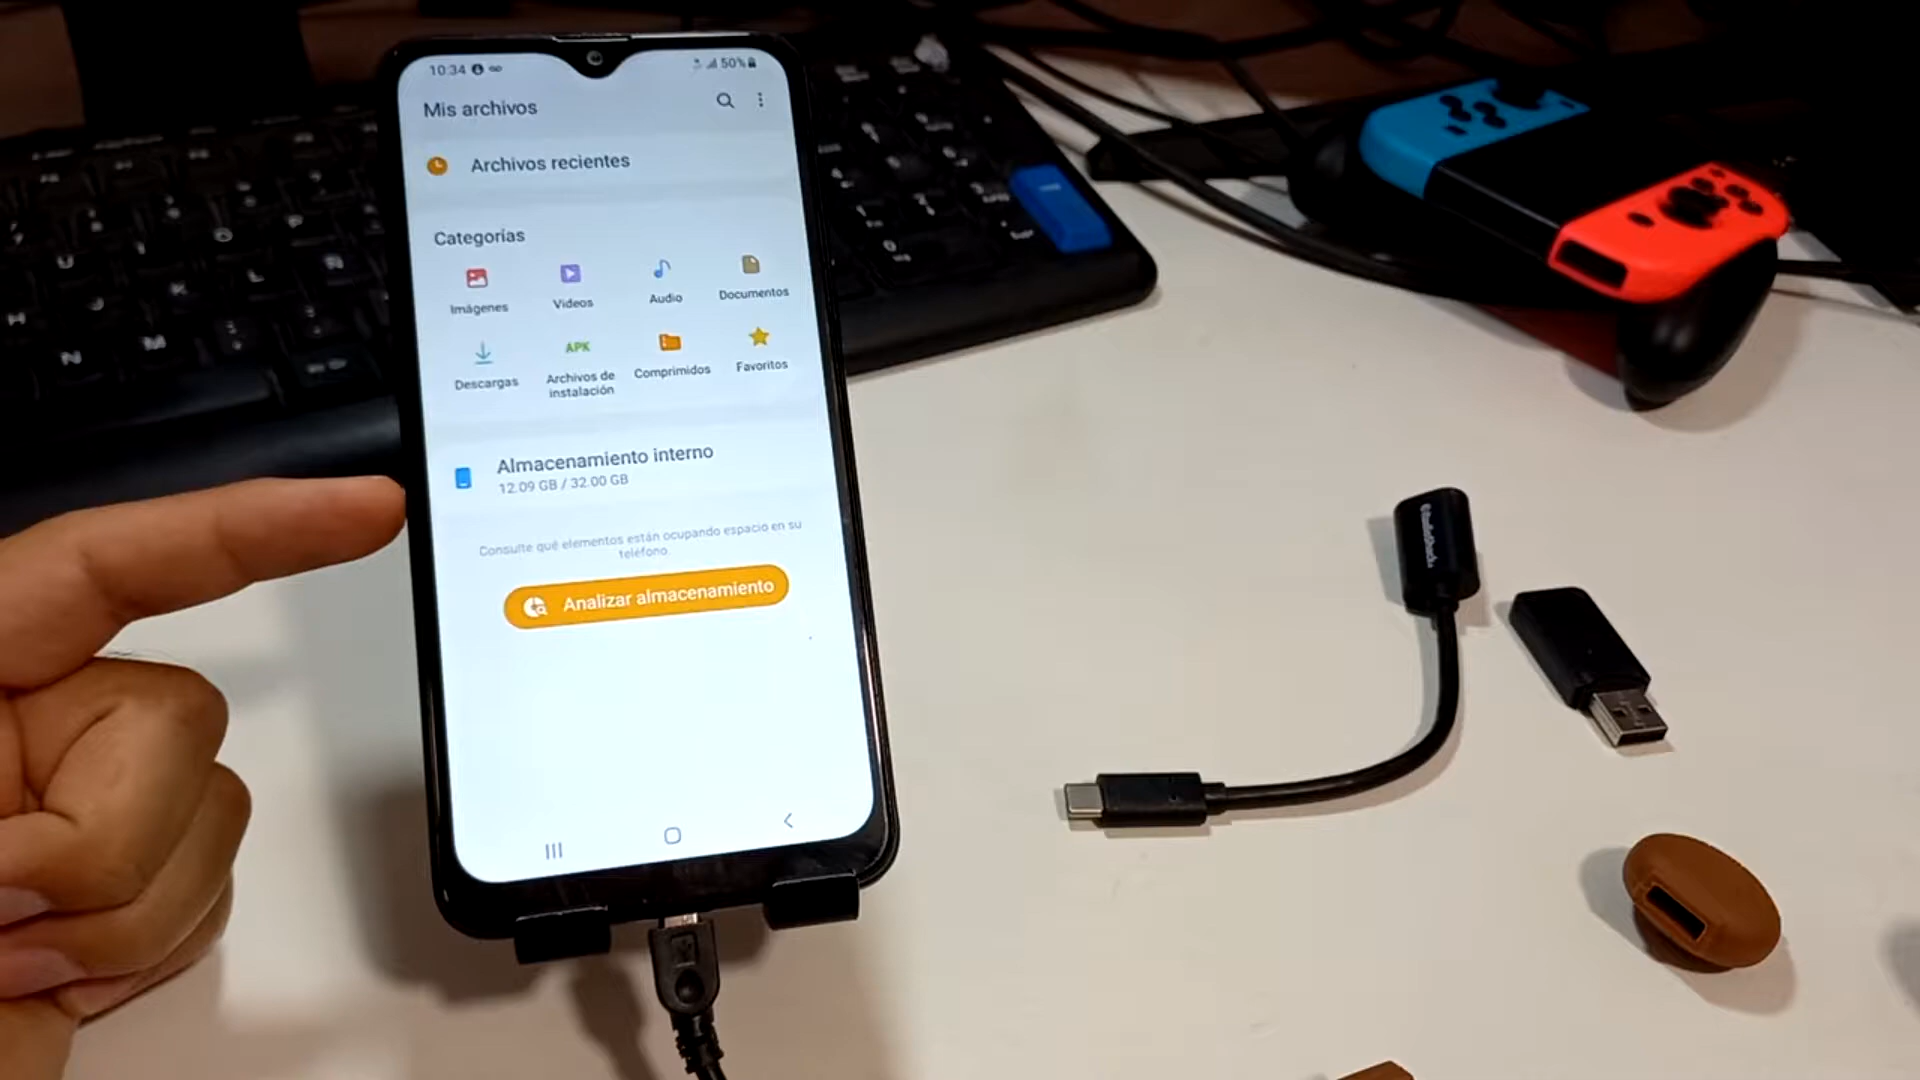 10:34
50%
Mis archivos
Archivos recientes
Categorías
Imágenes
Videos
Audio
Documentos
Descargas
APK
Archivos de
instalación
Comprimidos
Favoritos
Almacenamiento interno
12.09 GB / 32.00 GB
Consulte qué elementos están ocupando espacio en su
teléfono.
Analizar almacenamiento
RadioShack
N
M